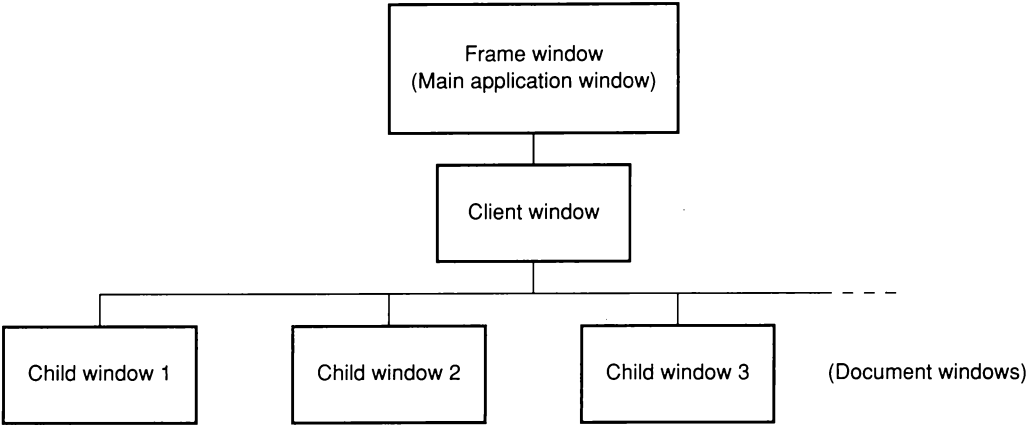 Frame window
(Main application window)
Client window
Child window 1
Child window 2
Child window 3
(Document windows)